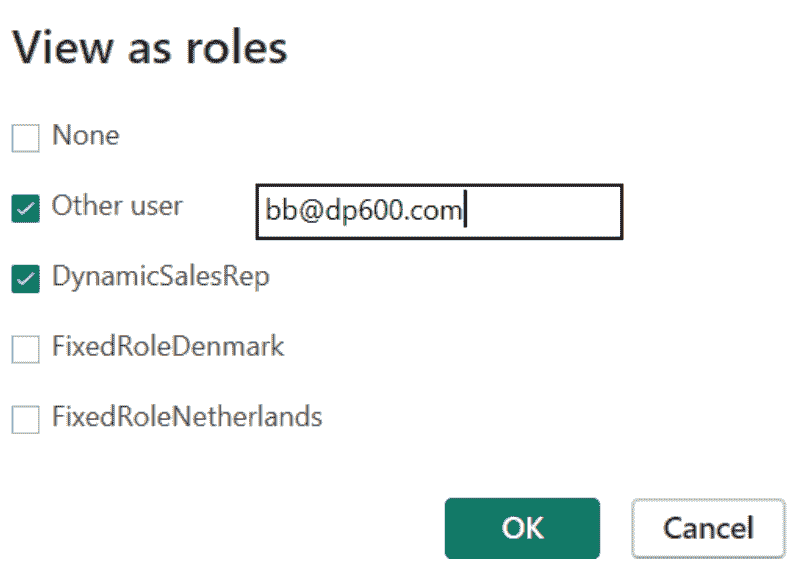 View as roles
None
Other user bb@dp600.com
DynamicSalesRep
FixedRoleDenmark
FixedRoleNetherlands
OK Cancel